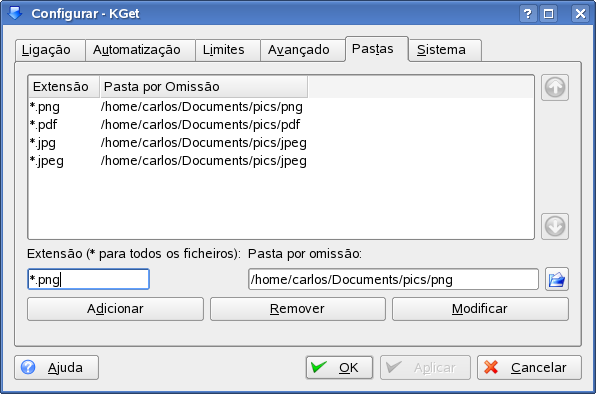 Configurar - KGet
Ligação Automatização Limites Avançado Pastas Sistema
Extensão Pasta por Omissão
*.png /home/carlos/Documents/pics/png
*.pdf /home/carlos/Documents/pics/pdf
*.jpg /home/carlos/Documents/pics/jpeg
*.jpeg /home/carlos/Documents/pics/jpeg
Extensão (* para todos os ficheiros): Pasta por omissão:
*.png /home/carlos/Documents/pics/png
Adicionar Remover Modificar
Ajuda OK Aplicar Cancelar